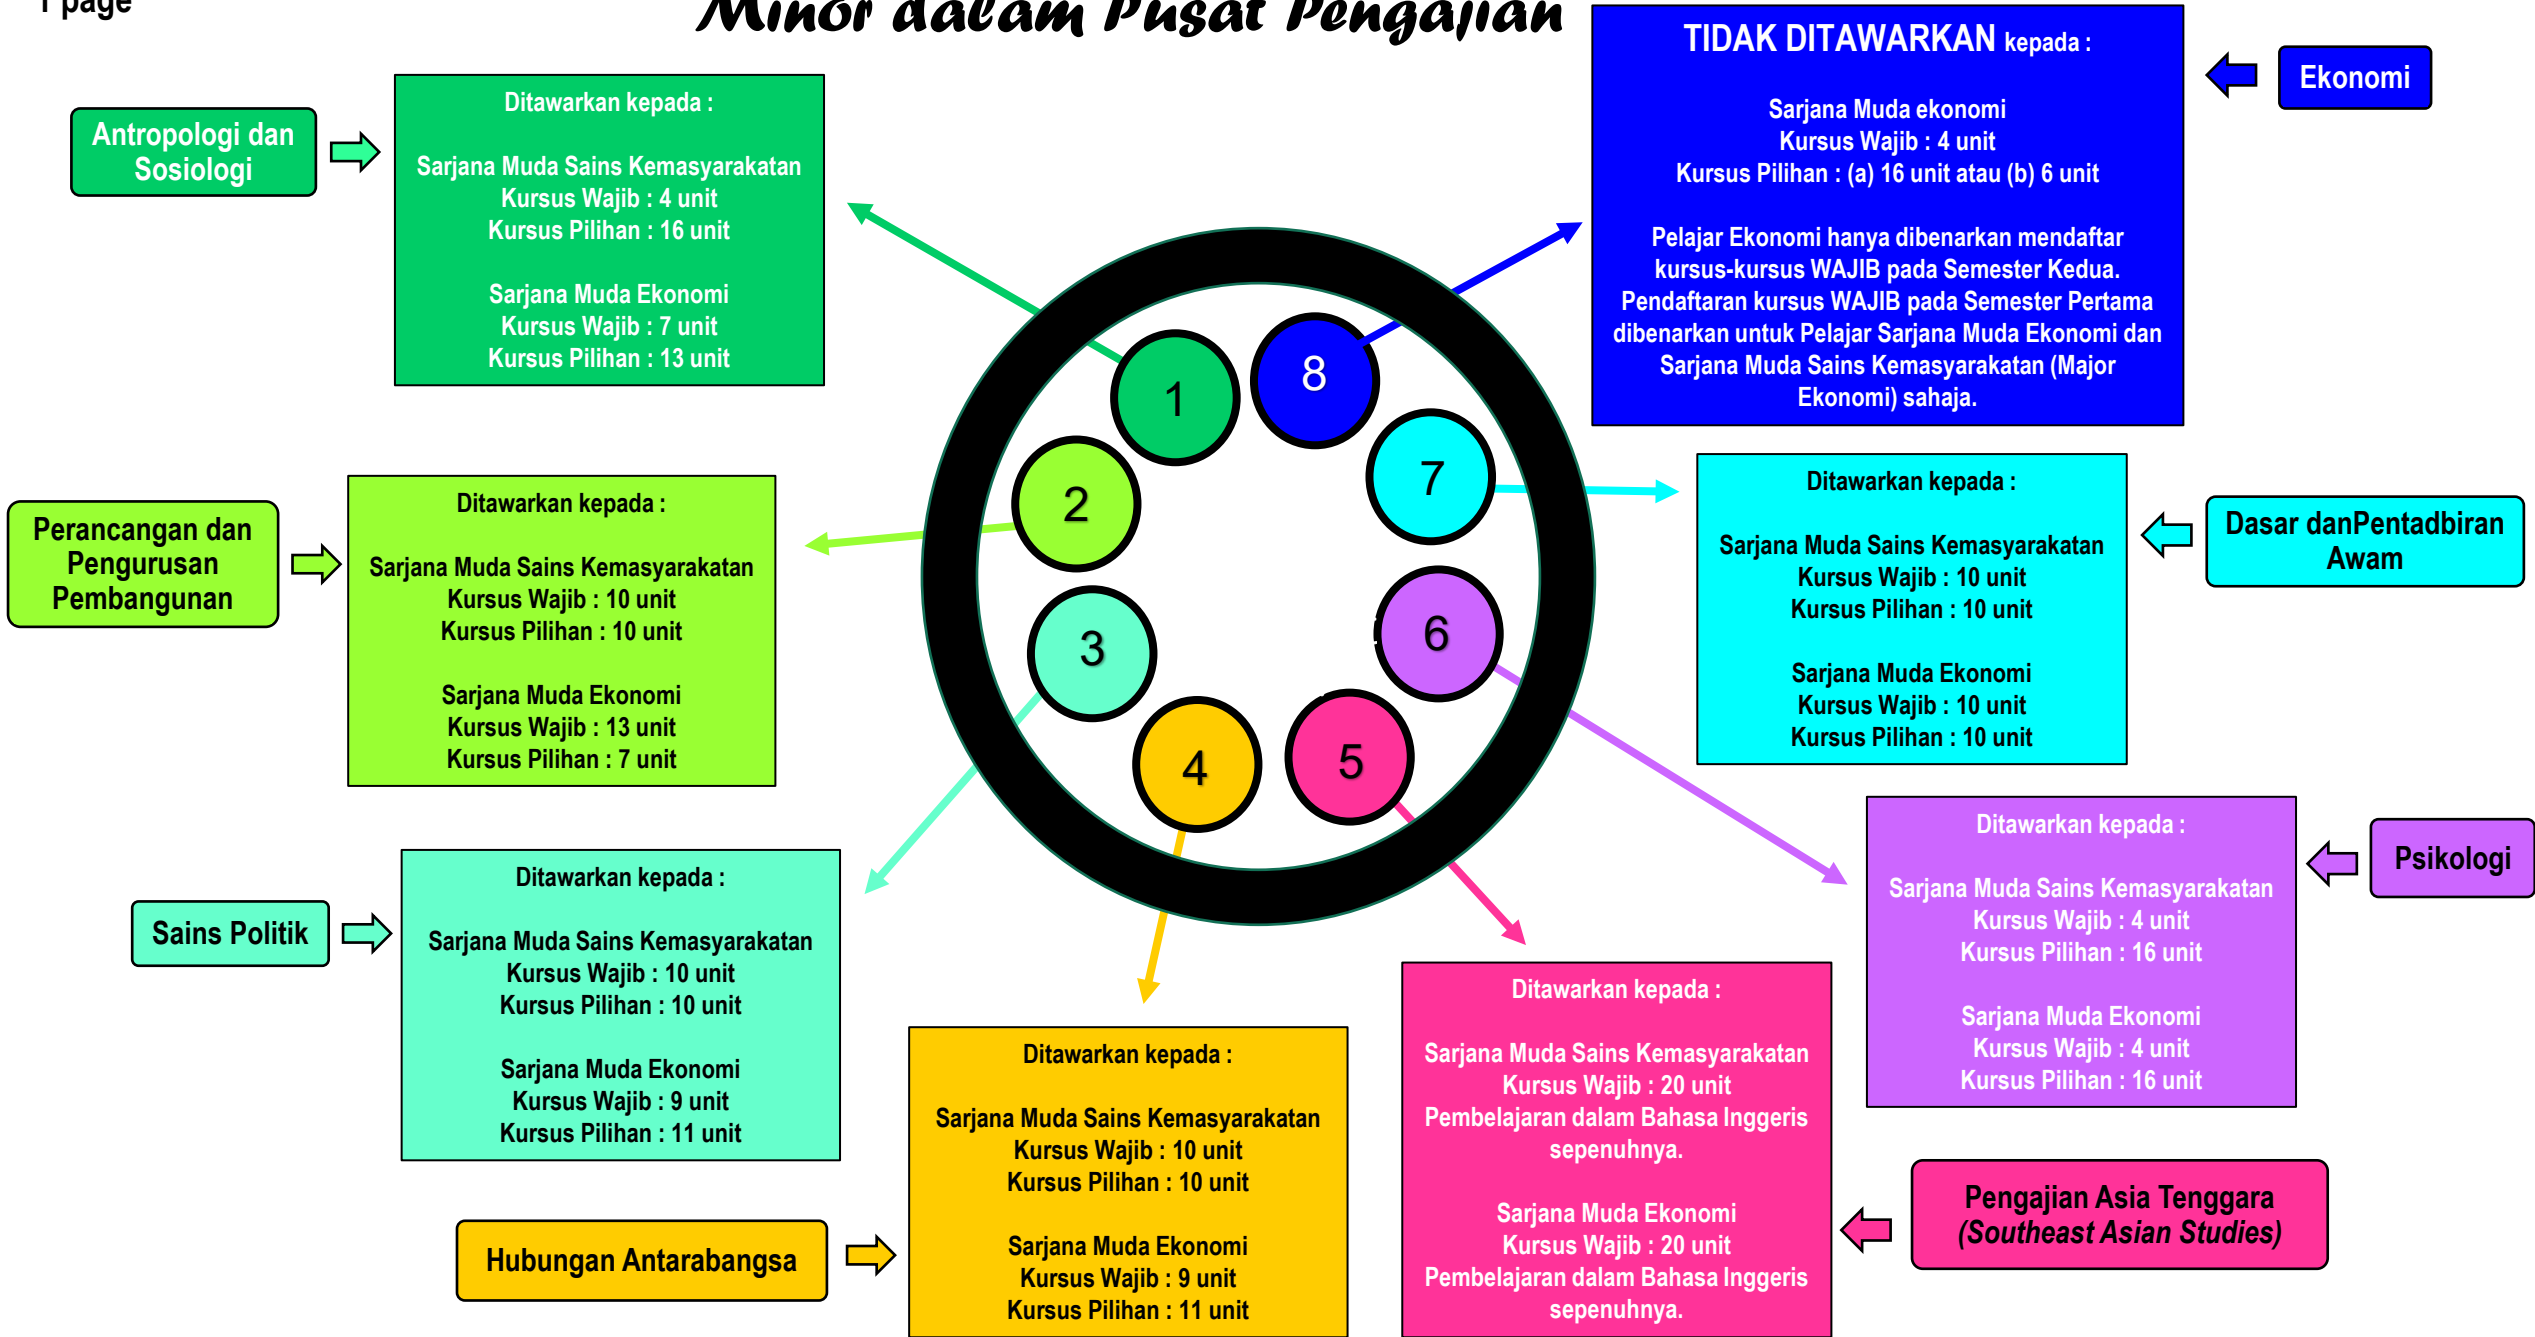 1 page
Minor dalam Pusat Pengajian
Antropologi dan
Sosiologi
Ditawarkan kepada :
Sarjana Muda Sains Kemasyarakatan
Kursus Wajib : 4 unit
Kursus Pilihan : 16 unit
Sarjana Muda Ekonomi
Kursus Wajib : 7 unit
Kursus Pilihan : 13 unit
Perancangan dan
Pengurusan
Pembangunan
Ditawarkan kepada :
Sarjana Muda Sains Kemasyarakatan
Kursus Wajib : 10 unit
Kursus Pilihan : 10 unit
Sarjana Muda Ekonomi
Kursus Wajib : 13 unit
Kursus Pilihan : 7 unit
Sains Politik
Ditawarkan kepada :
Sarjana Muda Sains Kemasyarakatan
Kursus Wajib : 10 unit
Kursus Pilihan : 10 unit
Sarjana Muda Ekonomi
Kursus Wajib : 9 unit
Kursus Pilihan : 11 unit
Hubungan Antarabangsa
Ditawarkan kepada :
Sarjana Muda Sains Kemasyarakatan
Kursus Wajib : 10 unit
Kursus Pilihan : 10 unit
Sarjana Muda Ekonomi
Kursus Wajib : 9 unit
Kursus Pilihan : 11 unit
1
2
3
4
5
6
7
8
TIDAK DITAWARKAN kepada :
Sarjana Muda ekonomi
Kursus Wajib : 4 unit
Kursus Pilihan : (a) 16 unit atau (b) 6 unit
Pelajar Ekonomi hanya dibenarkan mendaftar
kursus-kursus WAJIB pada Semester Kedua.
Pendaftaran kursus WAJIB pada Semester Pertama
dibenarkan untuk Pelajar Sarjana Muda Ekonomi dan
Sarjana Muda Sains Kemasyarakatan (Major
Ekonomi) sahaja.
Ekonomi
Ditawarkan kepada :
Sarjana Muda Sains Kemasyarakatan
Kursus Wajib : 10 unit
Kursus Pilihan : 10 unit
Sarjana Muda Ekonomi
Kursus Wajib : 10 unit
Kursus Pilihan : 10 unit
Dasar danPentadbiran
Awam
Ditawarkan kepada :
Sarjana Muda Sains Kemasyarakatan
Kursus Wajib : 4 unit
Kursus Pilihan : 16 unit
Sarjana Muda Ekonomi
Kursus Wajib : 4 unit
Kursus Pilihan : 16 unit
Psikologi
Ditawarkan kepada :
Sarjana Muda Sains Kemasyarakatan
Kursus Wajib : 20 unit
Pembelajaran dalam Bahasa Inggeris
sepenuhnya.
Sarjana Muda Ekonomi
Kursus Wajib : 20 unit
Pembelajaran dalam Bahasa Inggeris
sepenuhnya.
Pengajian Asia Tenggara
(Southeast Asian Studies)